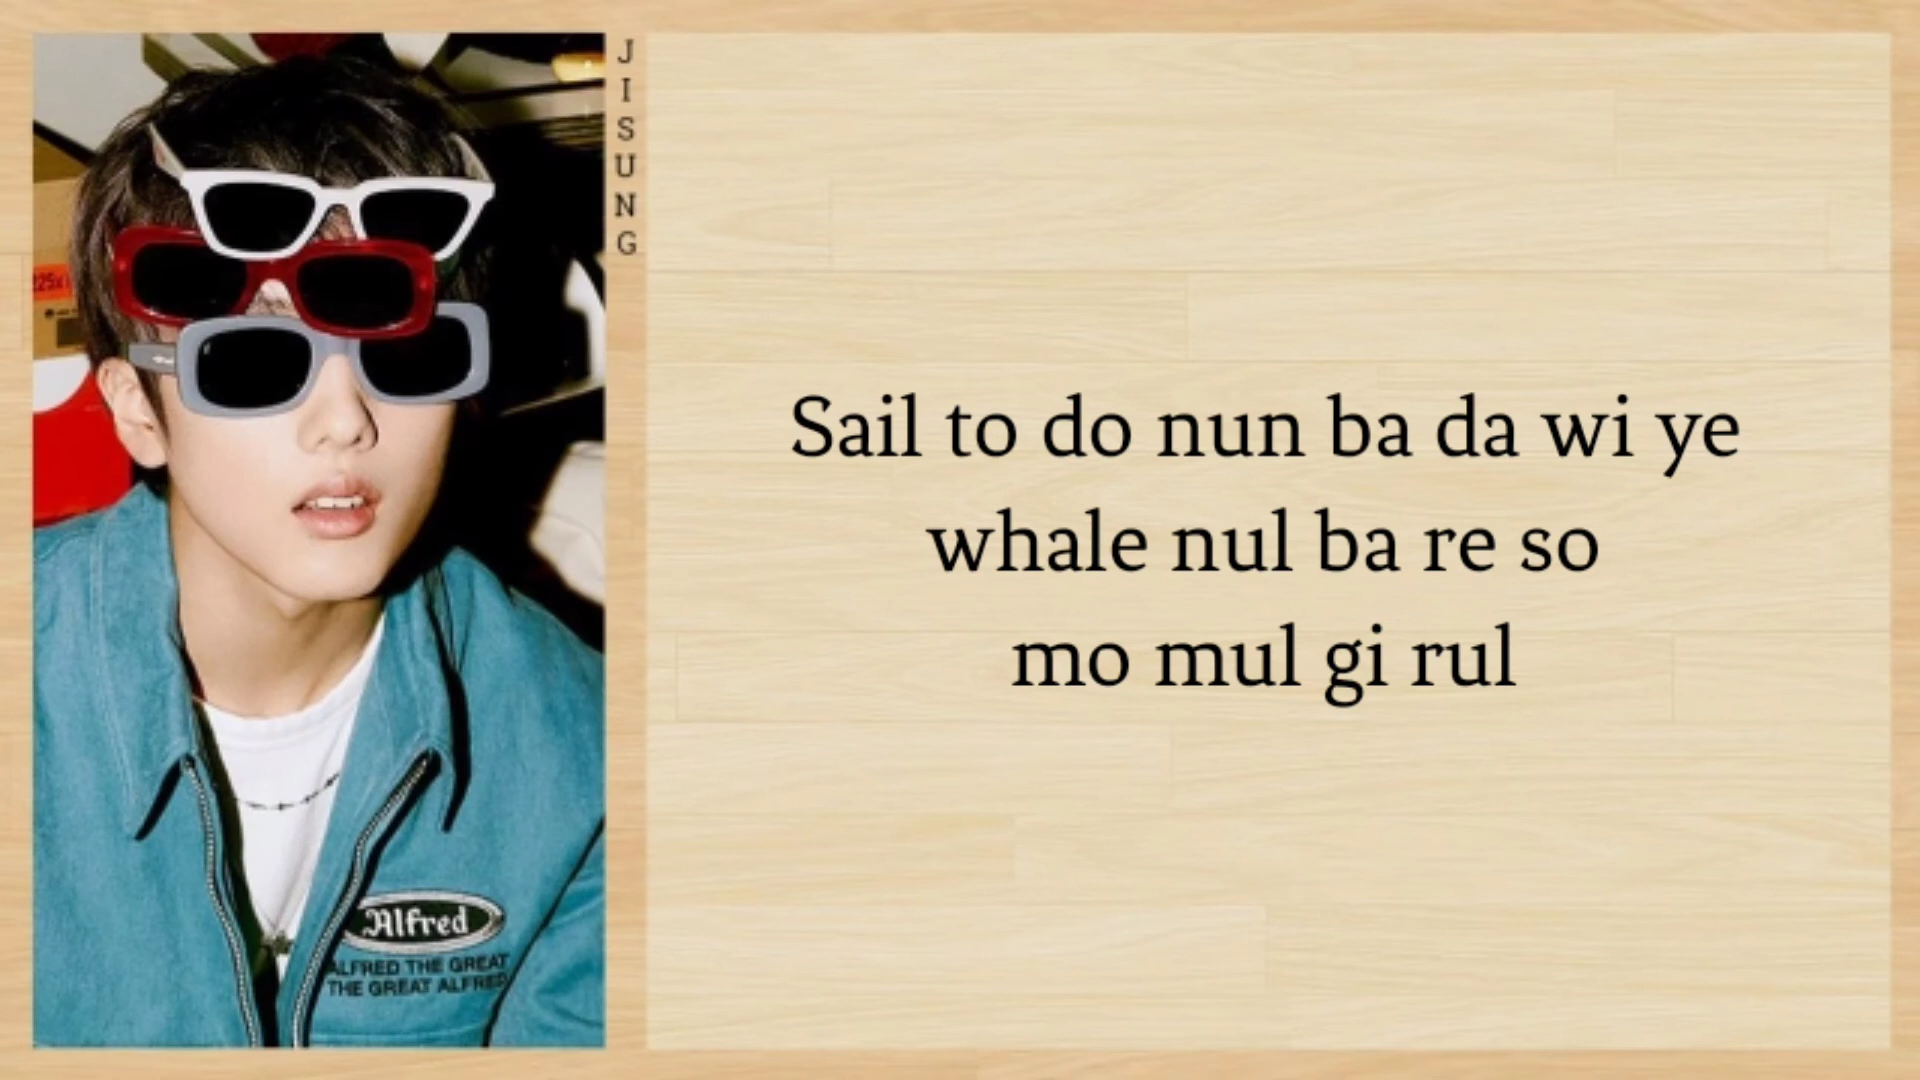 JISUNG
Sail to do nun ba da wi ye
whale nul ba re so
mo mul gi rul
Alfred
ALFRED THE GREAT
THE GREAT ALFRED